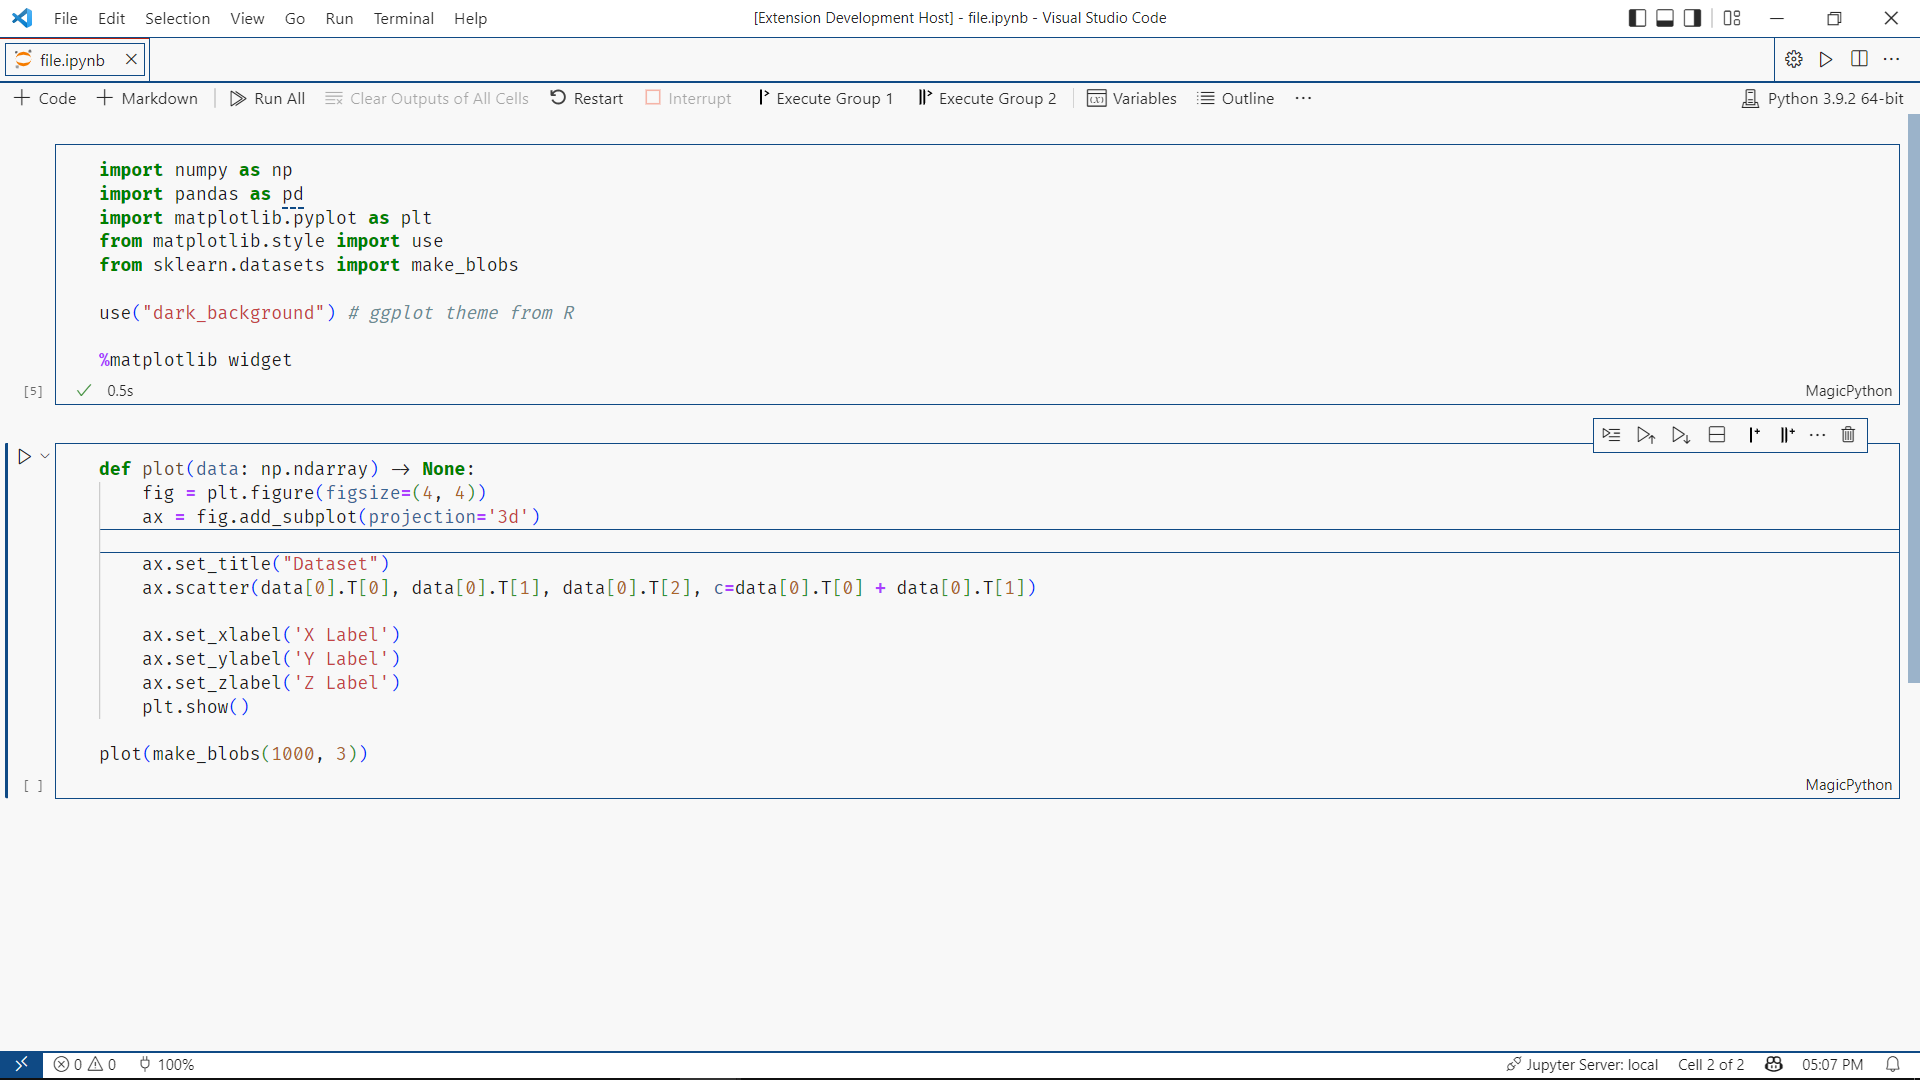 File Edit Selection View Go Run Terminal Help [Extension Development Host] - file.ipynb - Visual Studio Code
file.ipynb
Code Markdown Run All Clear Outputs of All Cells Restart Interrupt Execute Group 1 Execute Group 2 Variables Outline ... Python 3.9.2 64-bit
import numpy as np
import pandas as pd
import matplotlib.pyplot as plt
from matplotlib.style import use
from sklearn.datasets import make_blobs
use("dark_background") # ggplot theme from R
%matplotlib widget
[5] 0.5s MagicPython
def plot(data: np.ndarray) → None:
fig = plt.figure(figsize=(4, 4))
ax = fig.add_subplot(projection='3d')
ax.set_title("Dataset")
ax.scatter(data[0].T[0], data[0].T[1], data[0].T[2], c=data[0].T[0] + data[0].T[1])
ax.set_xlabel('X Label')
ax.set_ylabel('Y Label')
ax.set_zlabel('Z Label')
plt.show()
plot(make_blobs(1000, 3))
[ ] MagicPython
0 0 100% Jupyter Server: local Cell 2 of 2 05:07 PM